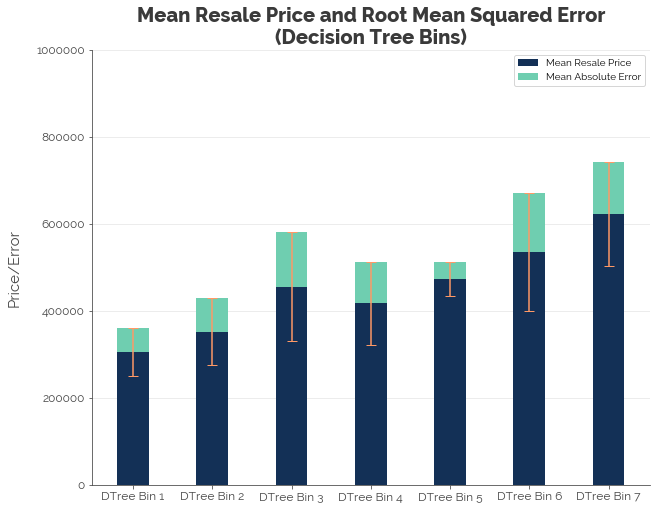 Mean Resale Price and Root Mean Squared Error
(Decision Tree Bins)
1000000
Mean Resale Price
Mean Absolute Error
800000
600000
Price/Error
400000
200000
0
DTree Bin 1 DTree Bin 2 DTree Bin 3 DTree Bin 4 DTree Bin 5 DTree Bin 6 DTree Bin 7